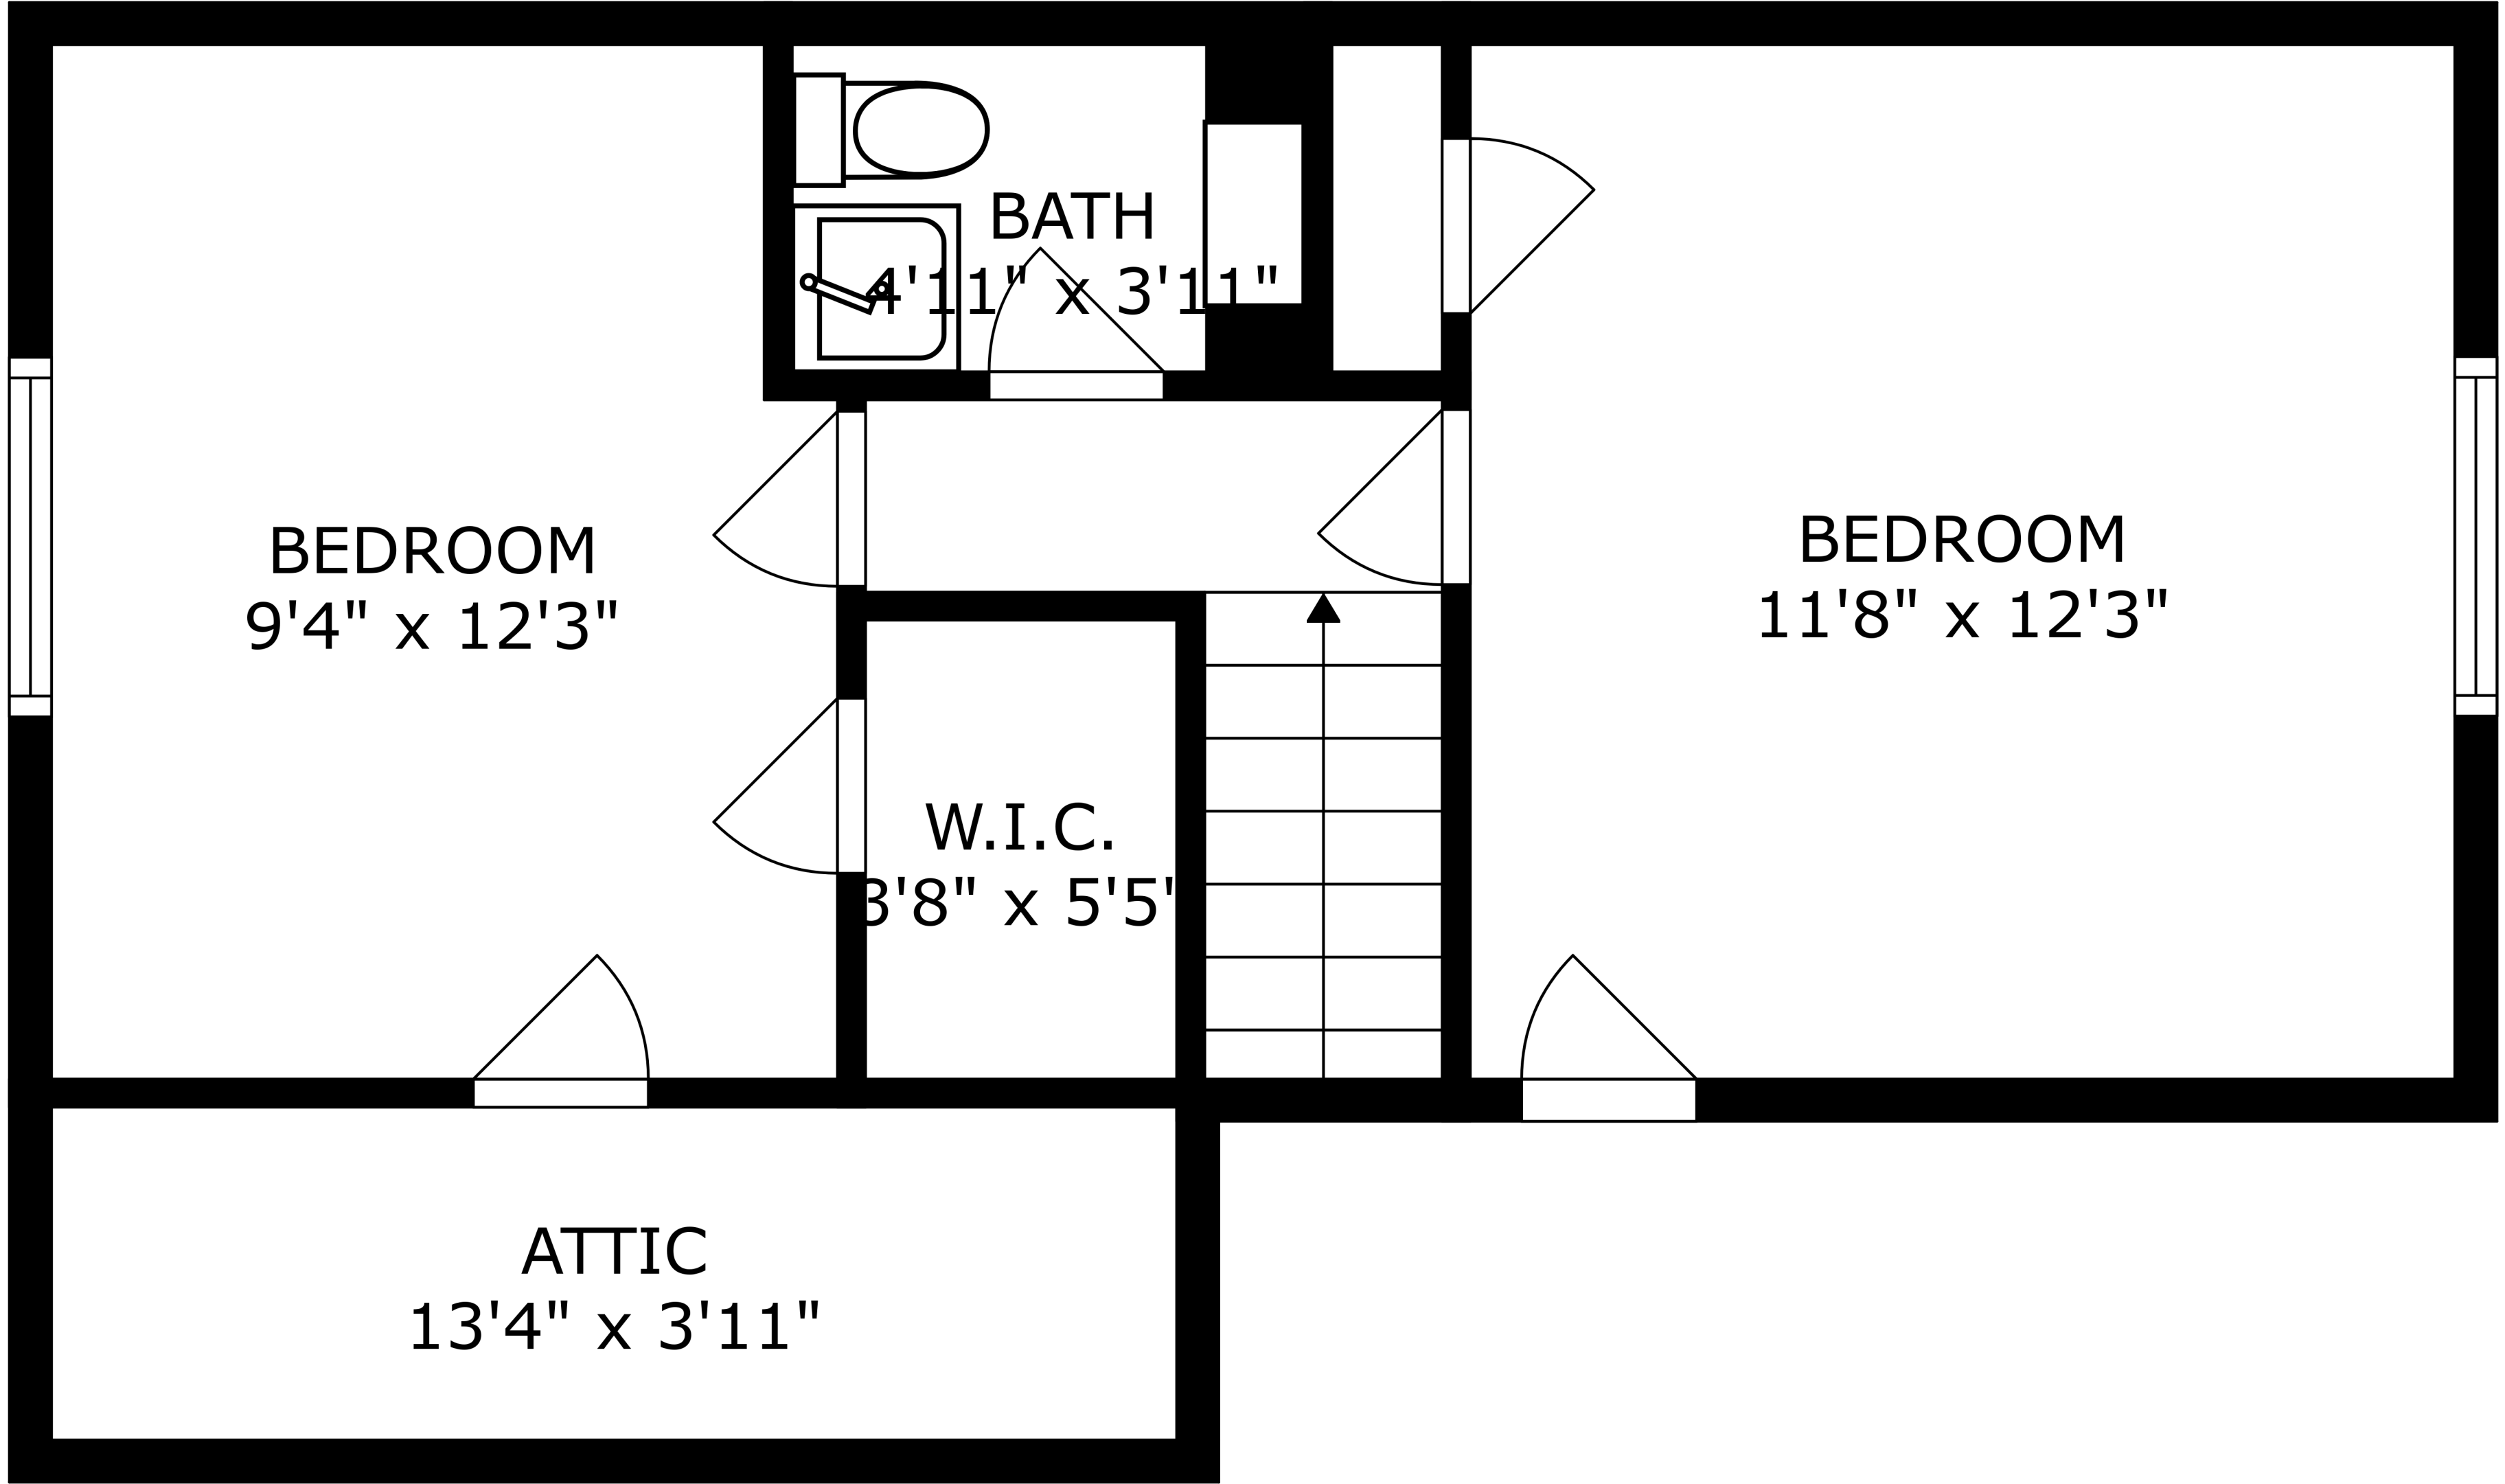 BATH
4'11" x 3'11"
BEDROOM
9'4" x 12'3"
BEDROOM
11'8" x 12'3"
W.I.C.
3'8" x 5'5"
ATTIC
13'4" x 3'11"